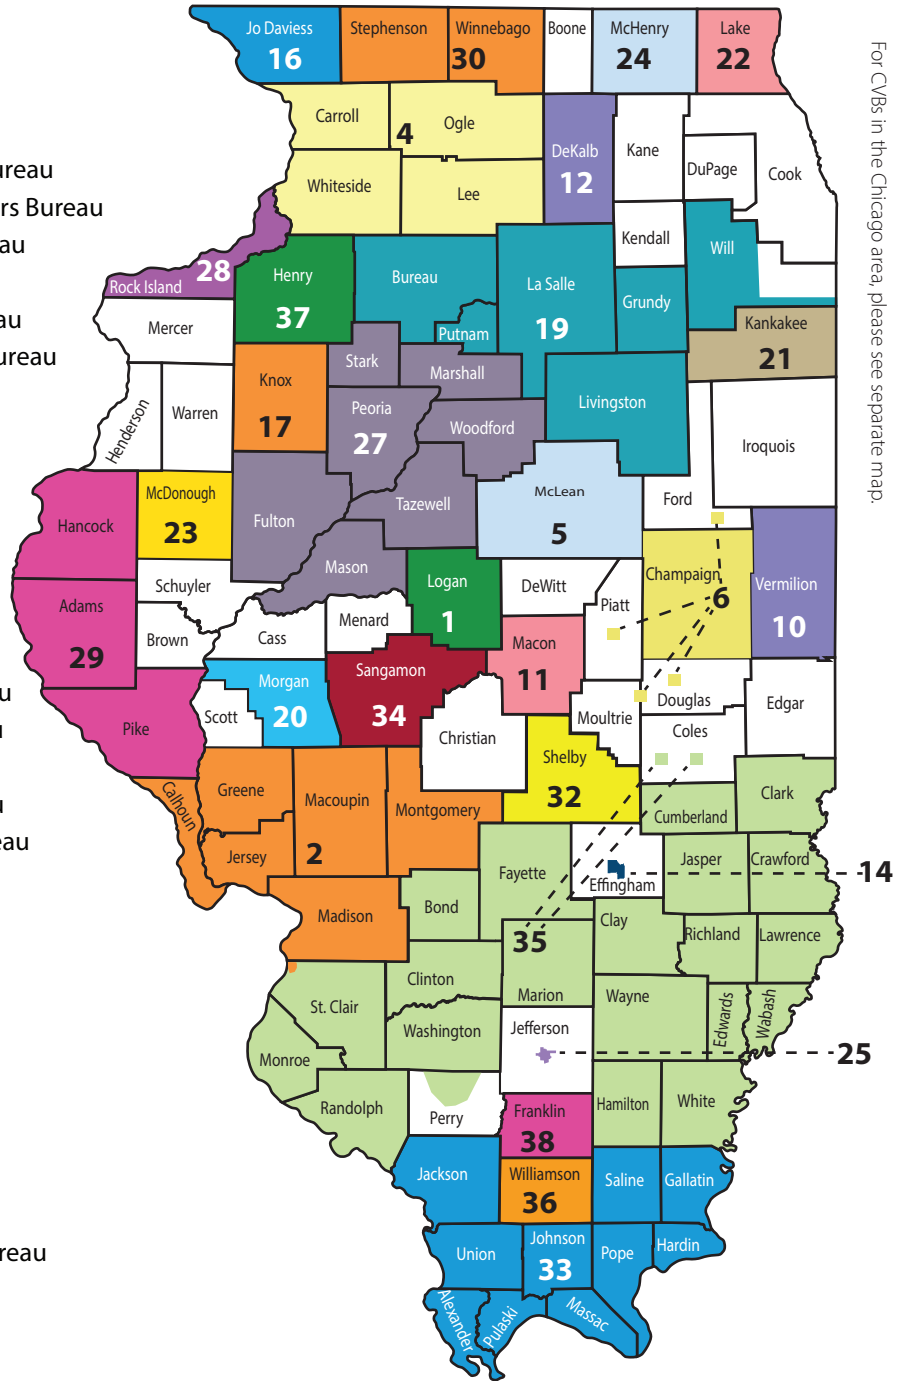 Jo Daviess
16
Stephenson
Winnebago
30
Boone
McHenry
24
Lake
22
For CVBs in the Chicago area, please see separate map.
Carroll
4
Ogle
DeKalb
12
Kane
DuPage
Cook
ureau
rs Bureau
au
au
ureau
Whiteside
Lee
Kendall
Will
28
Rock Island
Henry
37
Bureau
Putnam
La Salle
19
Grundy
Kankakee
21
Mercer
Stark
Marshall
Knox
17
Peoria
27
Woodford
Livingston
Iroquois
Henderson
Warren
Hancock
McDonough
23
Fulton
Tazewell
McLean
5
Ford
Mason
Logan
1
DeWitt
Piatt
Champaign
6
Vermilion
10
Schuyler
Adams
29
Brown
Cass
Menard
Macon
11
u
Sangamon
34
Morgan
20
Scott
Pike
Christian
Moultrie
Douglas
Edgar
Coles
Shelby
32
u
eau
Calhoun
Greene
Macoupin
2
Montgomery
Jersey
Cumberland
Clark
Fayette
Effingham
Jasper
Crawford
14
Madison
Bond
35
Clay
Richland
Lawrence
Clinton
Marion
Wayne
Edwards
Wabash
St. Clair
Washington
Jefferson
25
Monroe
Randolph
Perry
Franklin
38
Hamilton
White
Jackson
Williamson
36
Saline
Gallatin
reau
Union
Johnson
33
Pope
Hardin
Alexander
Pulaski
Massac